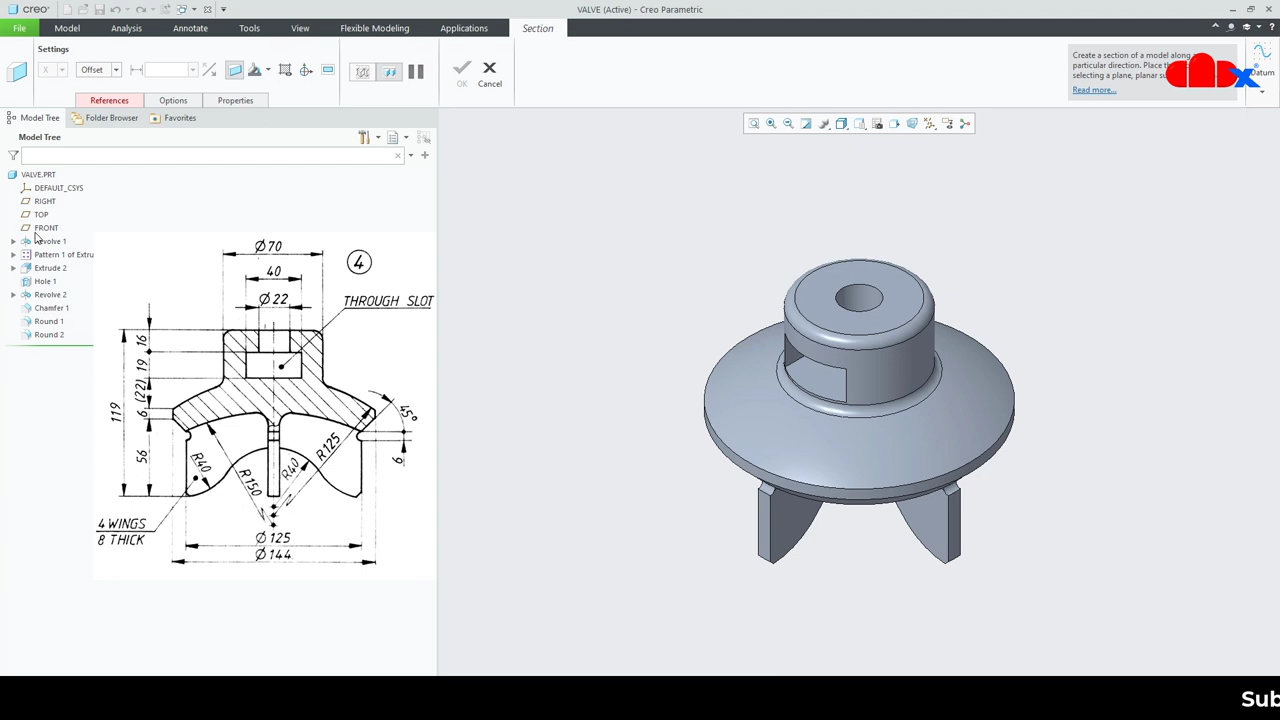 creo
VALVE (Active) - Creo Parametric
File Model Analysis Annotate Tools View Flexible Modeling Applications Section
Settings
X Offset
OK Cancel
Create a section of a model along a
particular direction. Place the
selecting a plane, planar su
Read more...
Datum
References Options Properties
Model Tree Folder Browser Favorites
Model Tree
VALVE.PRT
DEFAULT_CSYS
RIGHT
TOP
FRONT
Revolve 1
Pattern 1 of Extru
Extrude 2
Hole 1
Revolve 2
Chamfer 1
Round 1
Round 2
Ø 70
4
40
Ø 22
THROUGH SLOT
16
19
(22)
6
119
56
45°
6
R125
R40
R150
R40
4 WINGS
8 THICK
Ø 125
Ø 144
Sub